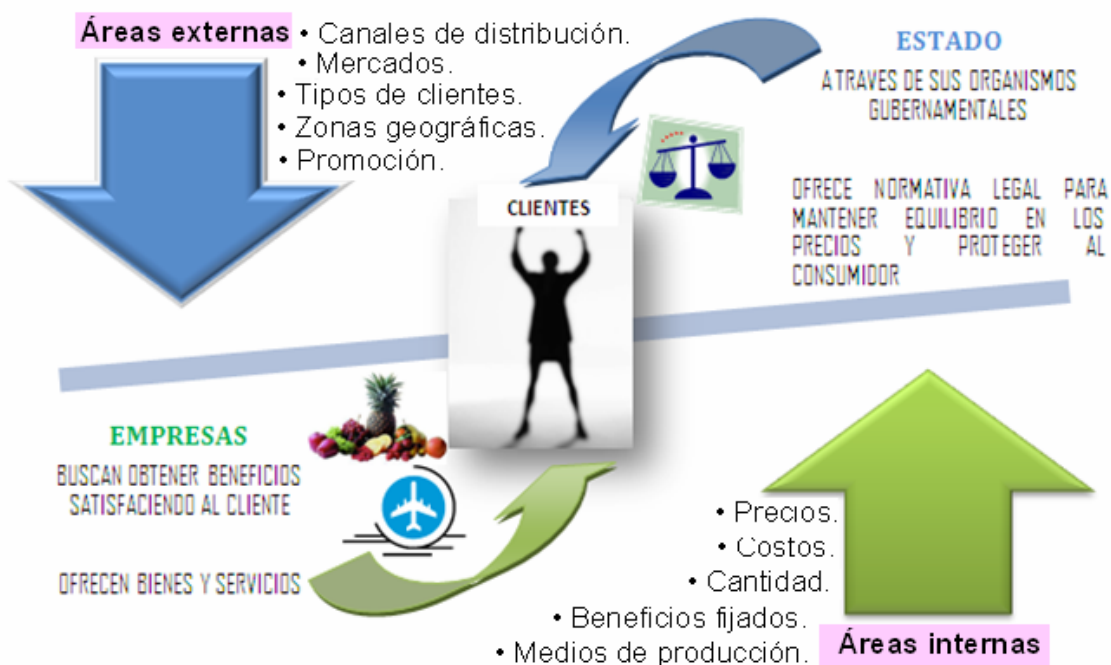 Áreas externas
• Canales de distribución.
• Mercados.
• Tipos de clientes.
• Zonas geográficas.
• Promoción.
ESTADO
A TRAVES DE SUS ORGANISMOS
GUBERNAMENTALES
OFRECE NORMATIVA LEGAL PARA
MANTENER EQUILIBRIO EN LOS
PRECIOS Y PROTEGER AL
CONSUMIDOR
CLIENTES
EMPRESAS
BUSCAN OBTENER BENEFICIOS
SATISFACIENDO AL CLIENTE
OFRECEN BIENES Y SERVICIOS
• Precios.
• Costos.
• Cantidad.
• Beneficios fijados.
• Medios de producción.
Áreas internas